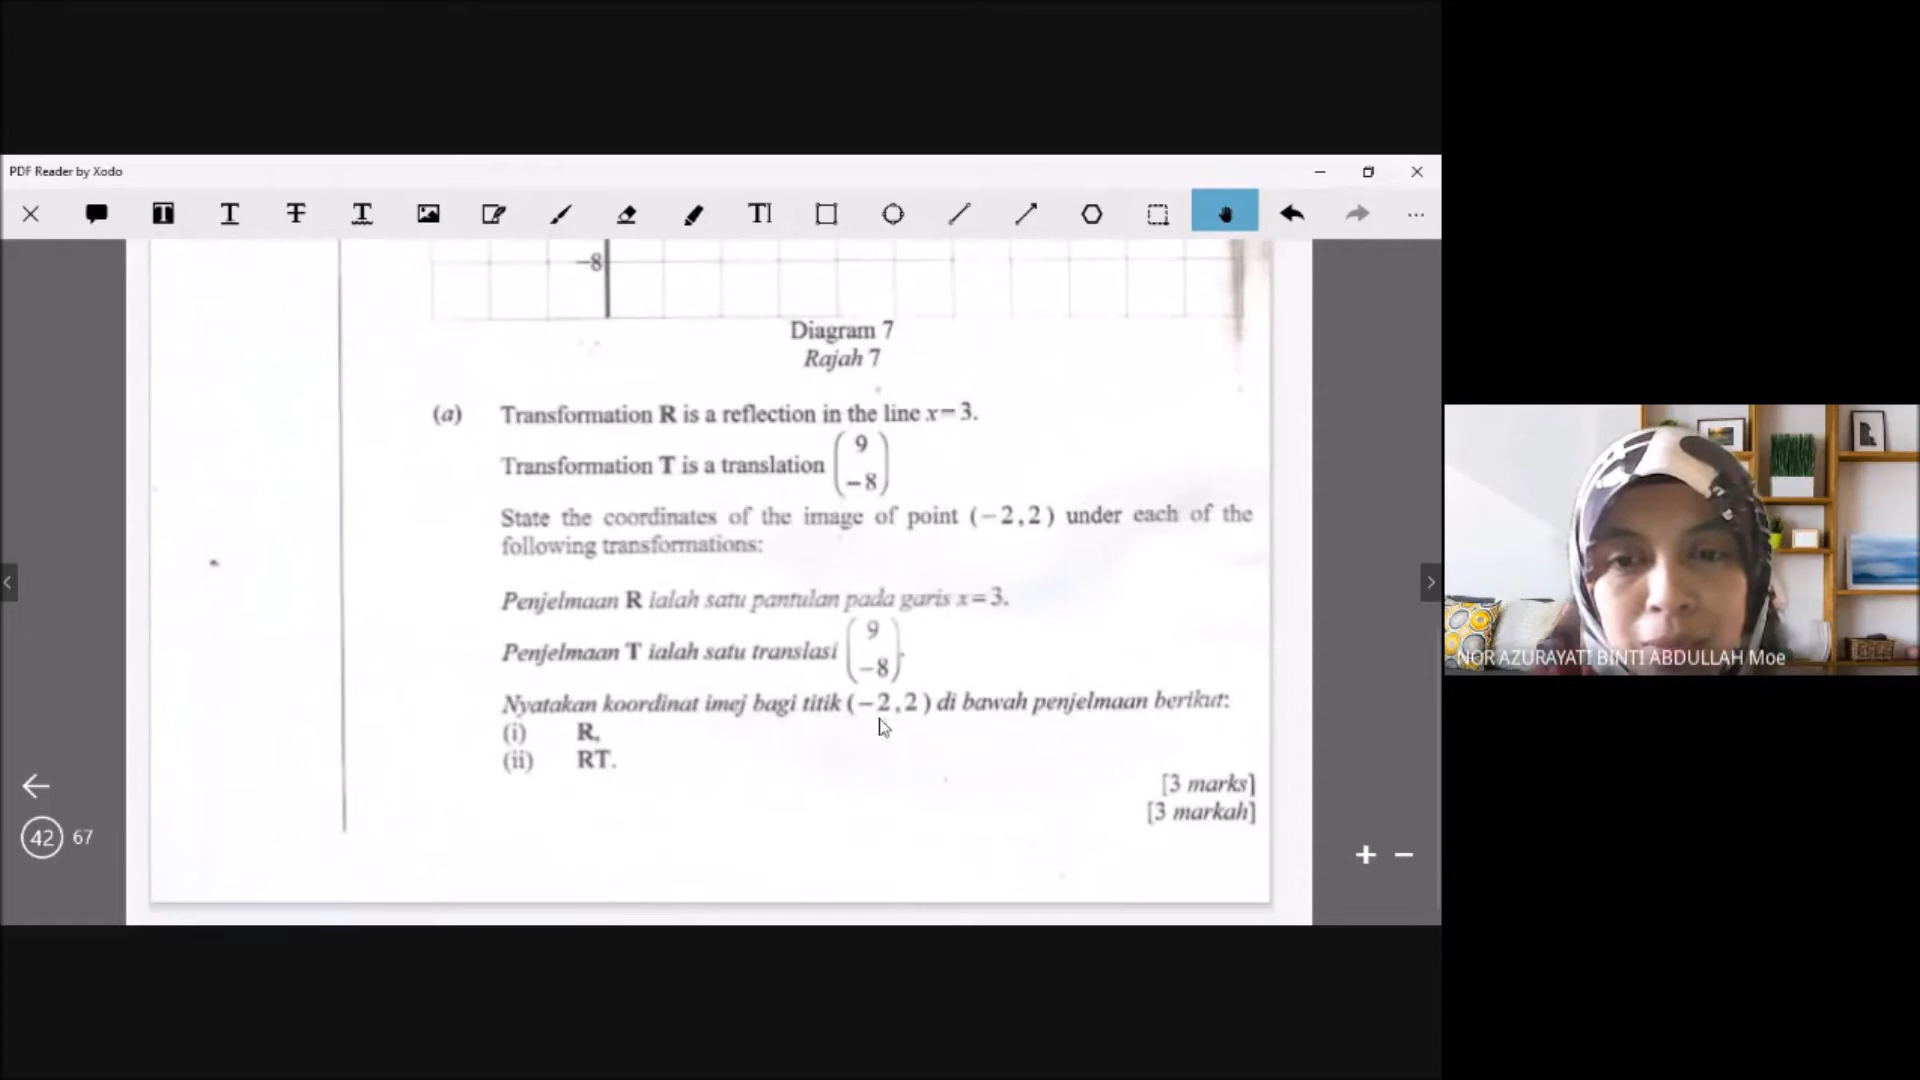 PDF Reader by Xodo
-8
Diagram 7
Rajah 7
(a) Transformation R is a reflection in the line x=3.
Transformation T is a translation (9 -8)
State the coordinates of the image of point (-2,2) under each of the
following transformations:
Penjelmaan R ialah satu pantulan pada garis x=3.
Penjelmaan T ialah satu translasi (9 -8).
Nyatakan koordinat imej bagi titik (-2,2) di bawah penjelmaan berikut:
(i) R,
(ii) RT.
[3 marks]
[3 markah]
42 67
NOR AZURAYATI BINTI ABDULLAH Moe